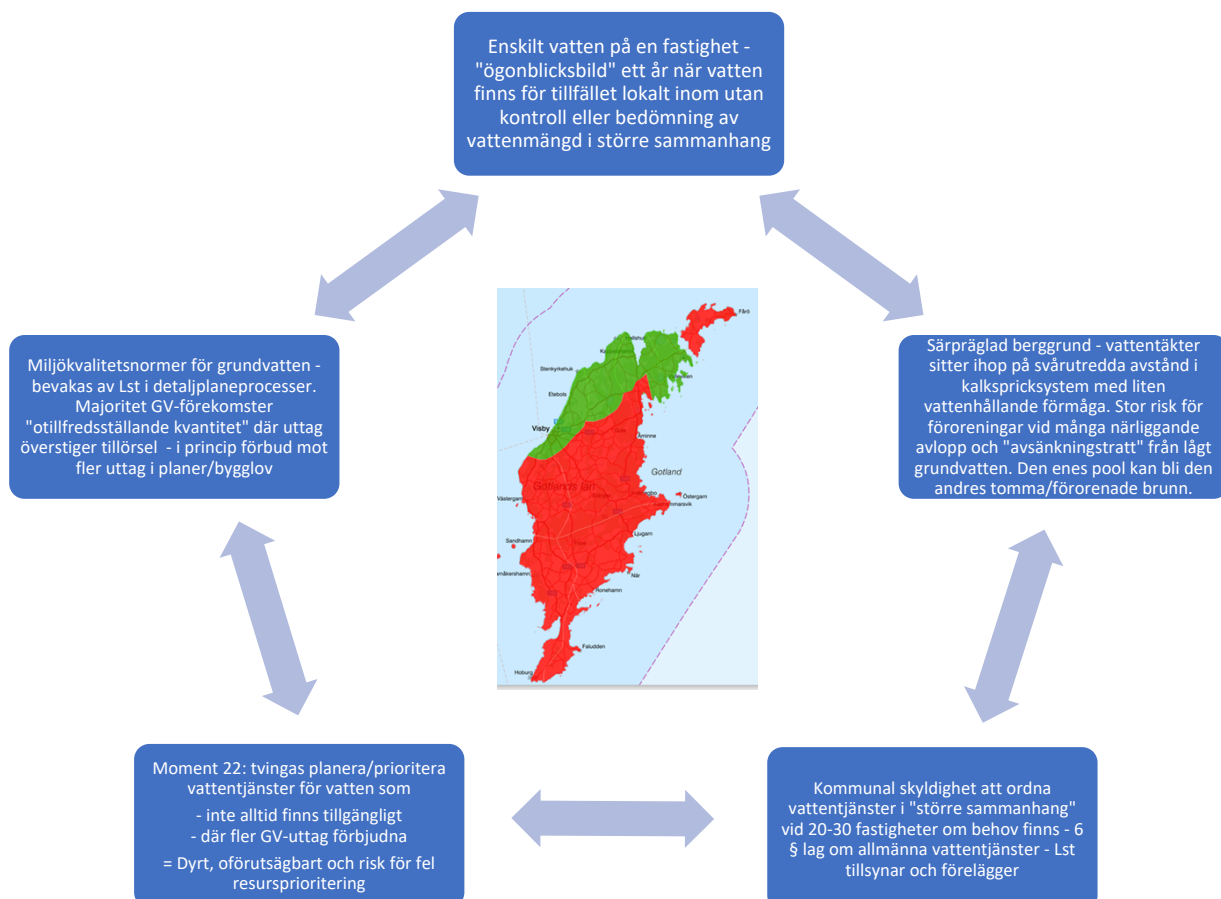 Enskilt vatten på en fastighet -
"ögonblicksbild" ett år när vatten
finns för tillfället lokalt inom utan
kontroll eller bedömning av
vattenmängd i större sammanhang
Miljökvalitetsnormer för grundvatten -
bevakas av Lst i detaljplaneprocesser.
Majoritet GV-förekomster
"otillfredsställande kvantitet" där uttag
överstiger tillörsel - i princip förbud mot
fler uttag i planer/bygglov
Fårö
Stenkyrkehuk
Etebols
Visby
Åminne
Gotland
Gotlands län
Östergarn
Västergarn
Ljugarn
Sandhamn
När
Ronehamn
Faludden
Hoburg
Särpräglad berggrund - vattentäkter
sitter ihop på svårutredda avstånd i
kalkspricksystem med liten
vattenhållande förmåga. Stor risk för
föroreningar vid många närliggande
avlopp och "avsänkningstratt" från lågt
grundvatten. Den enes pool kan bli den
andres tomma/förorenade brunn.
Moment 22: tvingas planera/prioritera
vattentjänster för vatten som
- inte alltid finns tillgängligt
- där fler GV-uttag förbjudna
= Dyrt, oförutsägbart och risk för fel
resursprioritering
Kommunal skyldighet att ordna
vattentjänster i "större sammanhang"
vid 20-30 fastigheter om behov finns - 6
§ lag om allmänna vattentjänster - Lst
tillsynar och förelägger